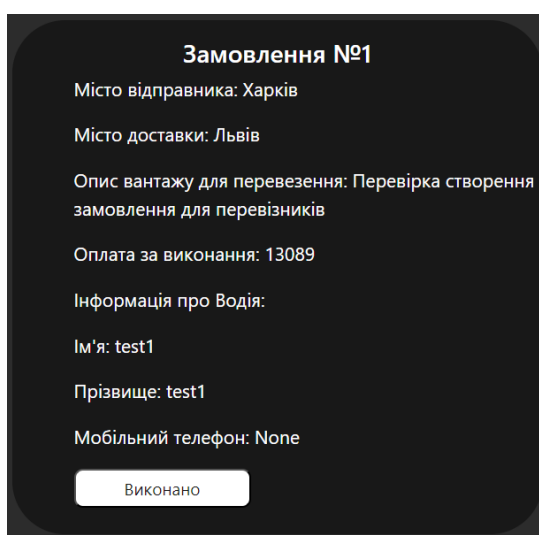 Замовлення №1
Місто відправника: Харків
Місто доставки: Львів
Опис вантажу для перевезення: Перевірка створення
замовлення для перевізників
Оплата за виконання: 13089
Інформація про Водія:
Ім'я: test1
Прізвище: test1
Мобільний телефон: None
Виконано